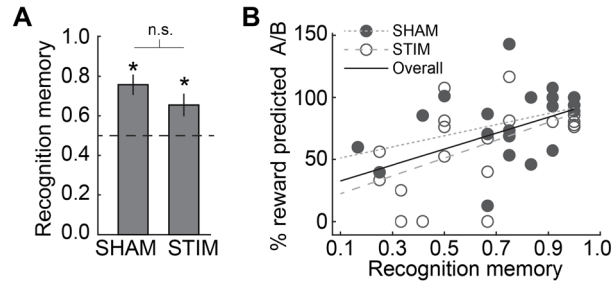 A
n.s.
Recognition memory
1.0
0.8
0.6
0.4
0.2
0.0
*
*
SHAM STIM
B
% reward predicted A/B
150
100
50
0
SHAM
STIM
Overall
0.1 0.3 0.5 0.7 0.9 1.0
Recognition memory